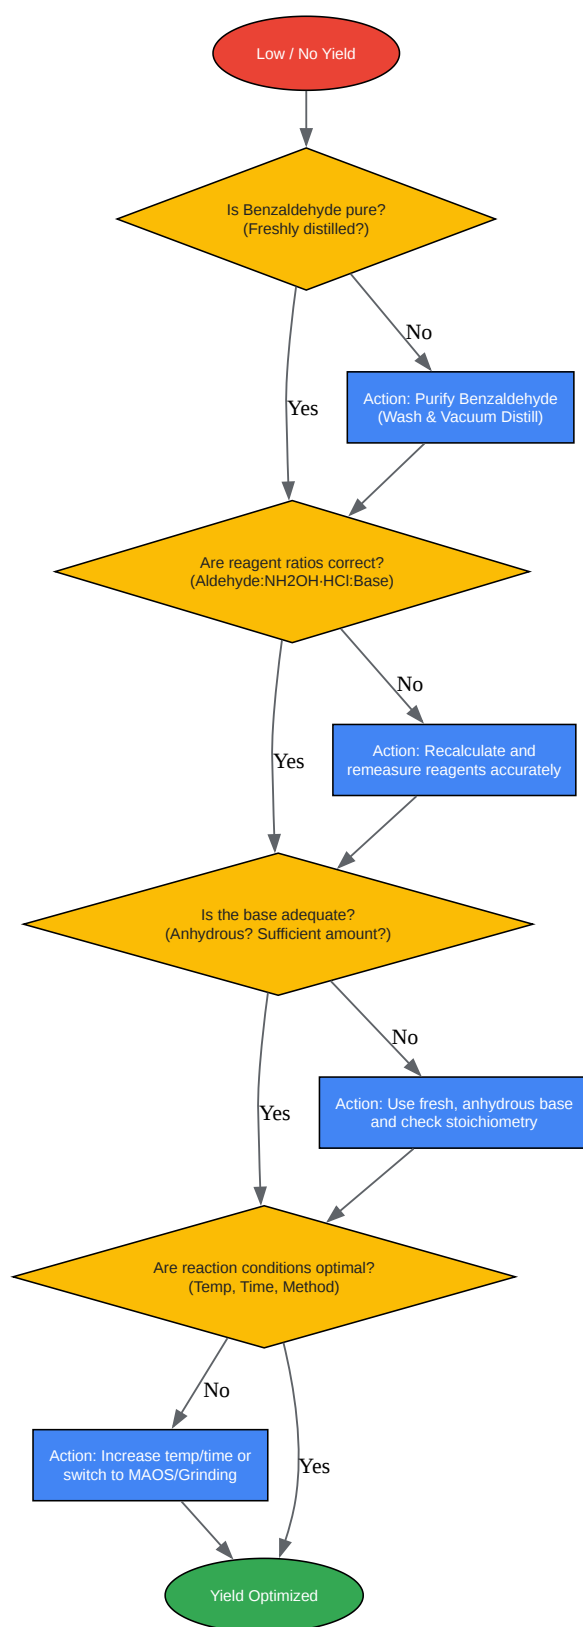 Low / No Yield
Is Benzaldehyde pure?
(Freshly distilled?)
No
Action: Purify Benzaldehyde
(Wash & Vacuum Distill)
Yes
Are reagent ratios correct?
(Aldehyde:NH2OH·HCl:Base)
No
Action: Recalculate and
remeasure reagents accurately
Yes
Is the base adequate?
(Anhydrous? Sufficient amount?)
No
Action: Use fresh, anhydrous base
and check stoichiometry
Yes
Are reaction conditions optimal?
(Temp, Time, Method)
No
Action: Increase temp/time or
switch to MAOS/Grinding
Yes
Yield Optimized